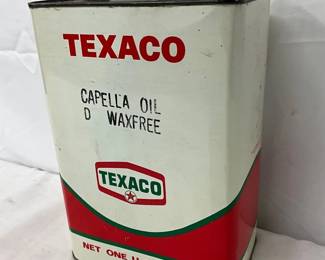 TEXACO
CAPELLA OIL
D WAXFREE
TEXACO
NET ONE